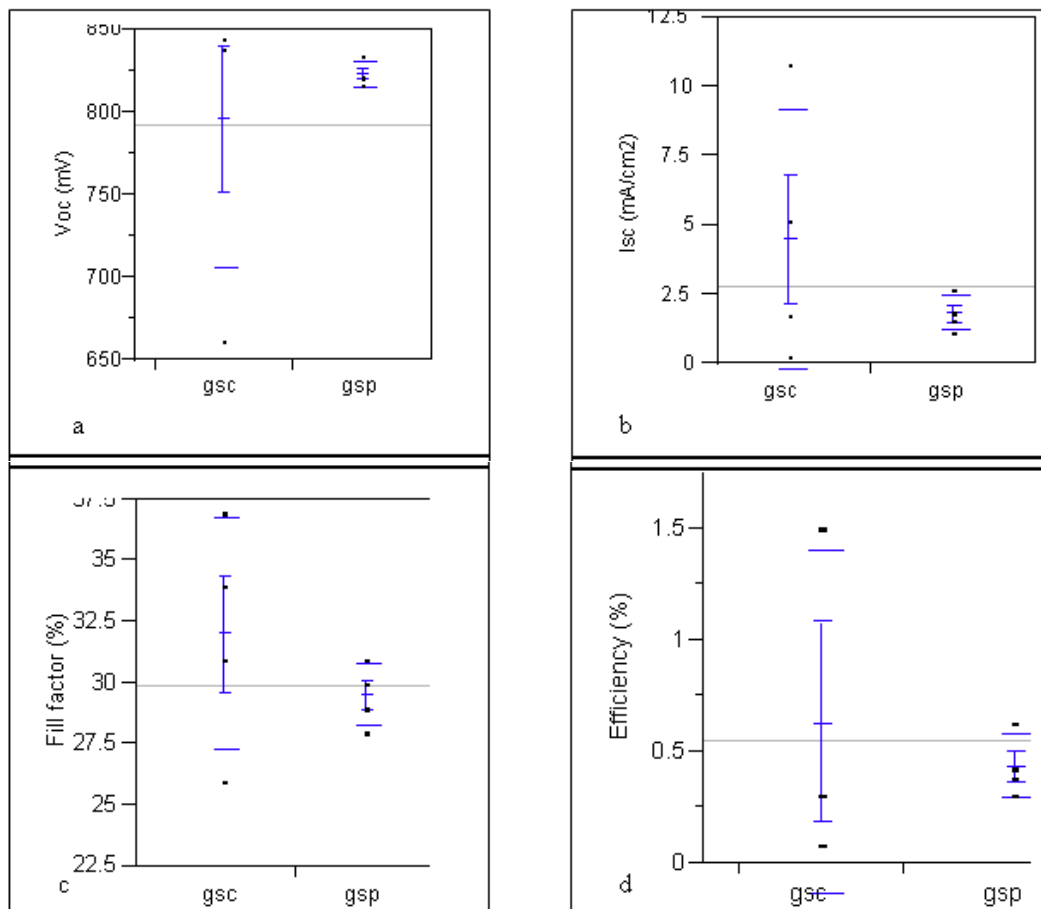 850
800
750
700
650
Voc (mV)
gsc
gsp
a
12.5
10
7.5
5
2.5
0
Isc (mA/cm2)
gsc
gsp
b
37.5
35
32.5
30
27.5
25
22.5
Fill factor (%)
gsc
gsp
c
1.5
1
0.5
0
Efficiency (%)
gsc
gsp
d